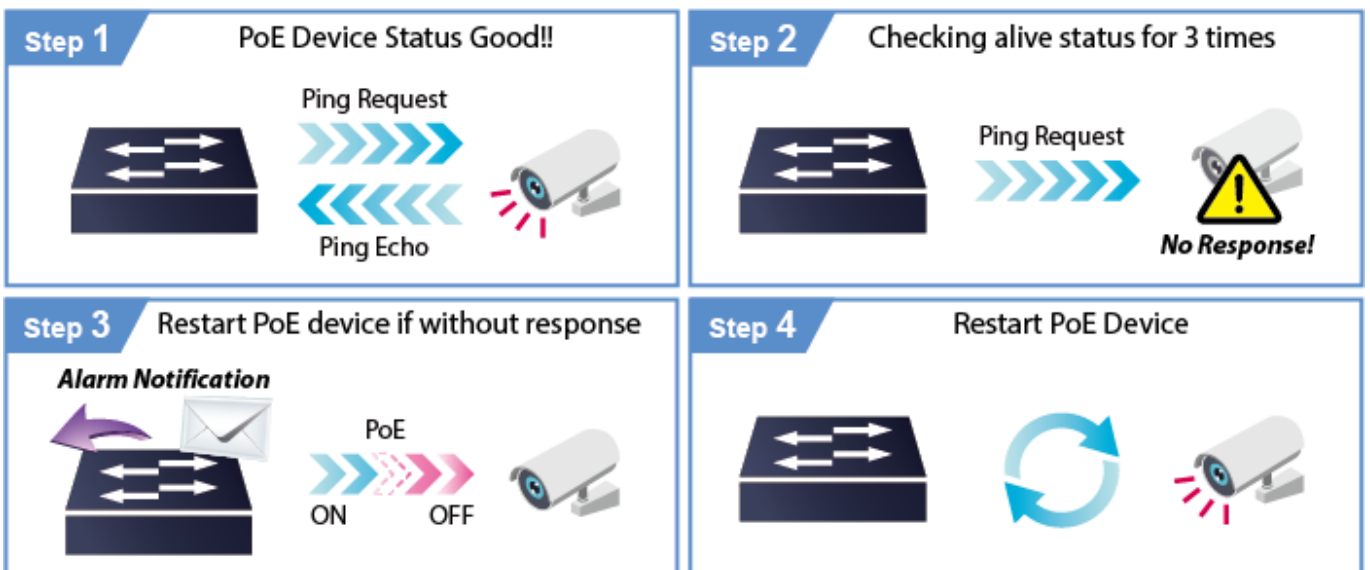 Step 1
PoE Device Status Good!!
Ping Request
Ping Echo
Step 2
Checking alive status for 3 times
Ping Request
No Response!
Step 3
Restart PoE device if without response
Alarm Notification
PoE
ON OFF
Step 4
Restart PoE Device